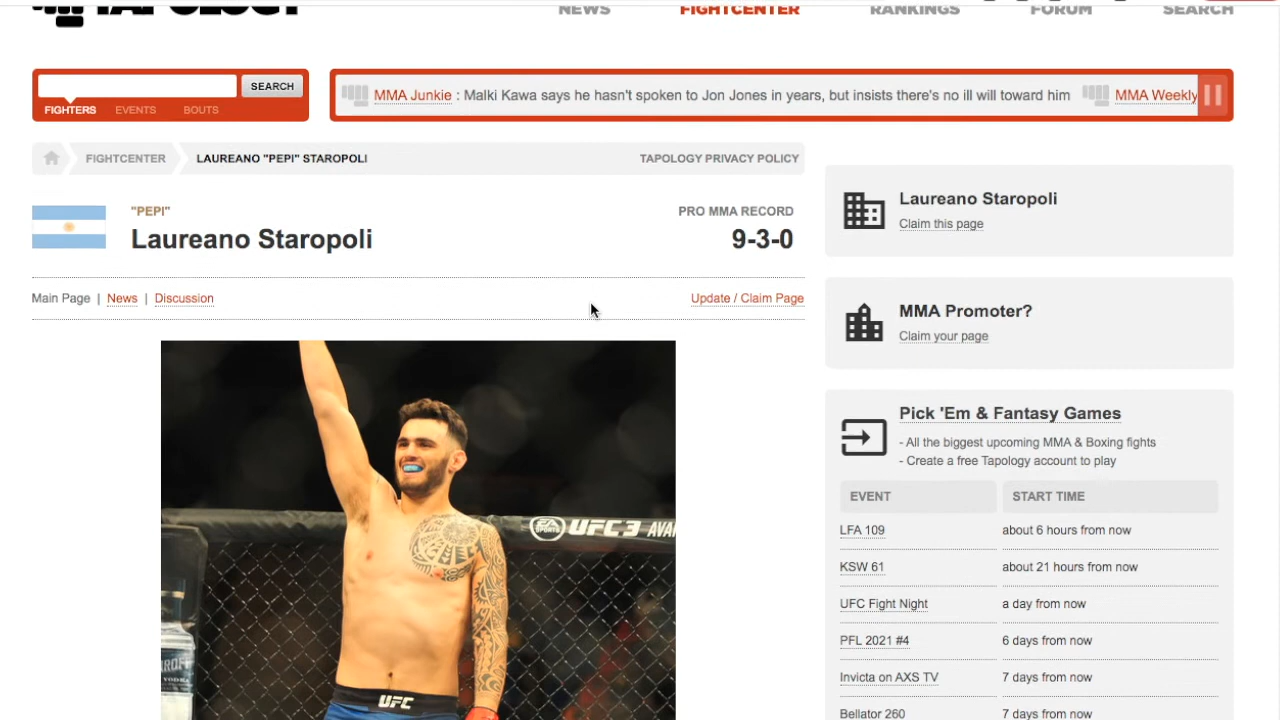 TAPOLOGY
NEWS
FIGHTCENTER
RANKINGS
FORUM
SEARCH
SEARCH
FIGHTERS
EVENTS
BOUTS
MMA Junkie : Malki Kawa says he hasn't spoken to Jon Jones in years, but insists there's no ill will toward him
MMA Weekly
FIGHTCENTER
LAUREANO "PEPI" STAROPOLI
TAPOLOGY PRIVACY POLICY
"PEPI"
Laureano Staropoli
PRO MMA RECORD
9-3-0
Main Page | News | Discussion
Update / Claim Page
EA SPORTS UFC 3
UFC
VODKA
Laureano Staropoli
Claim this page
MMA Promoter?
Claim your page
Pick 'Em & Fantasy Games
- All the biggest upcoming MMA & Boxing fights
- Create a free Tapology account to play
EVENT START TIME
LFA 109 about 6 hours from now
KSW 61 about 21 hours from now
UFC Fight Night a day from now
PFL 2021 #4 6 days from now
Invicta on AXS TV 7 days from now
Bellator 260 7 days from now